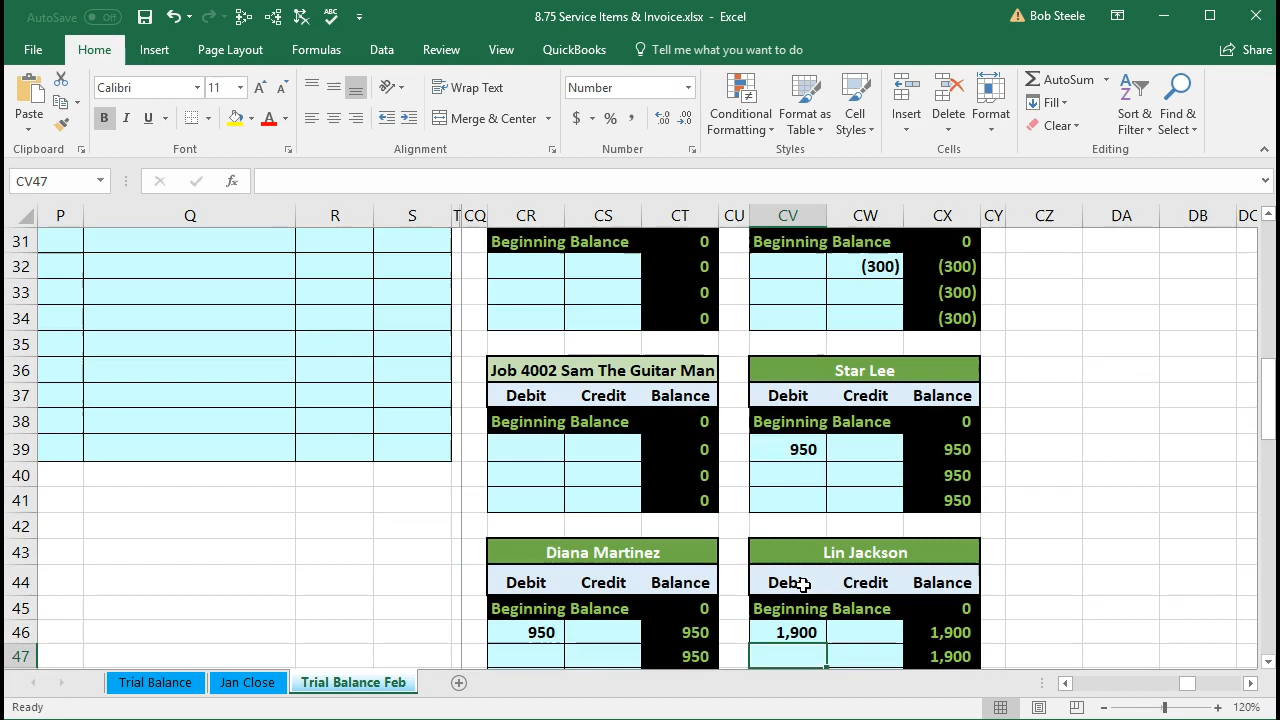 AutoSave Off 8.75 Service Items & Invoice.xlsx - Excel Bob Steele
File Home Insert Page Layout Formulas Data Review View QuickBooks Tell me what you want to do Share
Paste Calibri 11 A A Wrap Text Number Conditional Formatting Format as Table Cell Styles Insert Delete Format AutoSum Fill Clear Sort & Filter Find & Select
B I U A Merge & Center $ % ,
Clipboard Font Alignment Number Styles Cells Editing
CV47 fx
P Q R S T CQ CR CS CT CU CV CW CX CY CZ DA DB DC
31 Beginning Balance 0 Beginning Balance 0
32 0 (300) (300)
33 0 (300)
34 0 (300)
35
36 Job 4002 Sam The Guitar Man Star Lee
37 Debit Credit Balance Debit Credit Balance
38 Beginning Balance 0 Beginning Balance 0
39 0 950 950
40 0 950
41 0 950
42
43 Diana Martinez Lin Jackson
44 Debit Credit Balance Debit Credit Balance
45 Beginning Balance 0 Beginning Balance 0
46 950 950 1,900 1,900
47 950 1,900
Trial Balance Jan Close Trial Balance Feb
Ready 120%